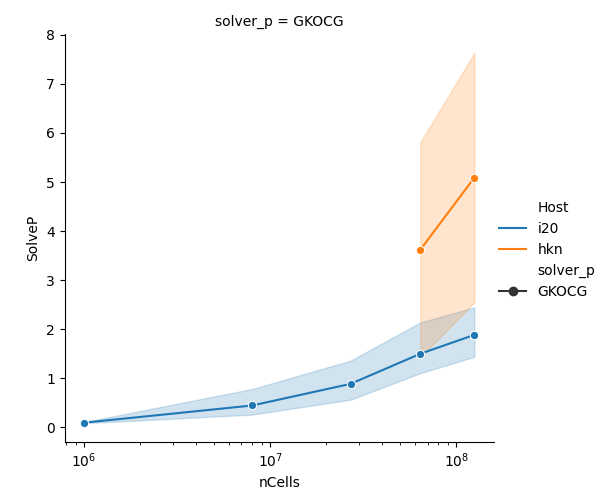 solver_p = GKOCG
8
7
6
5
4
3
2
1
0
SolveP
10^6
10^7
10^8
nCells
Host
i20
hkn
solver_p
GKOCG